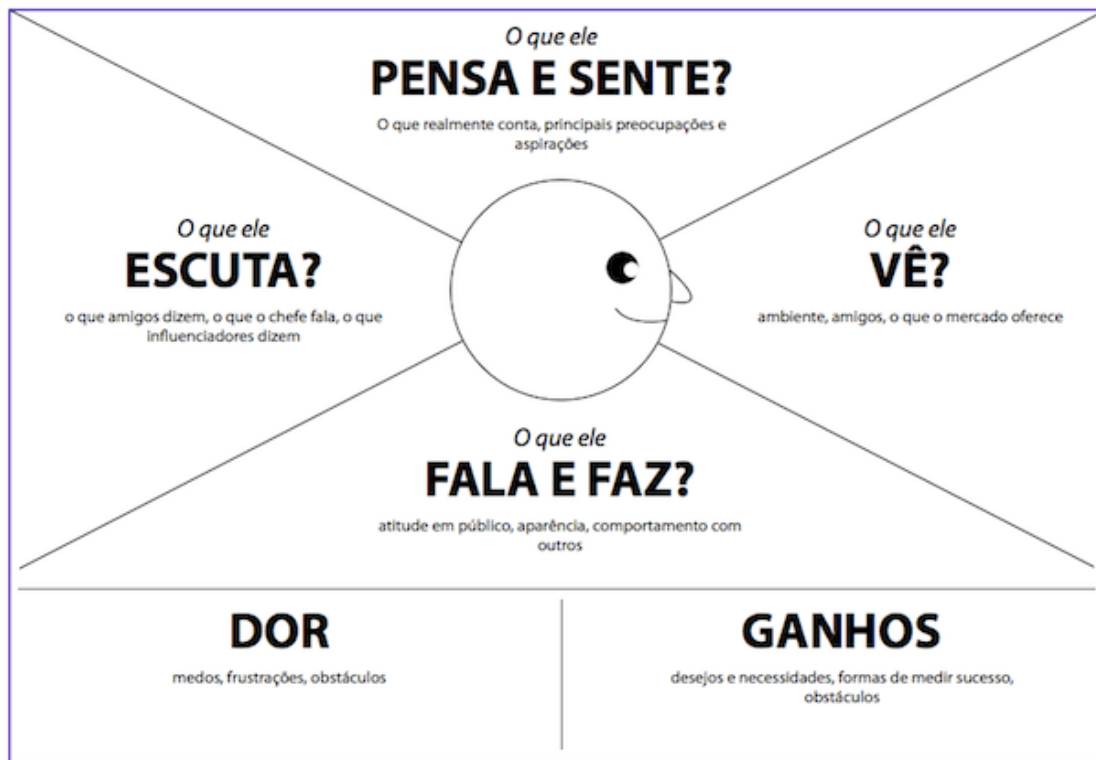 O que ele
PENSA E SENTE?
O que realmente conta, principais preocupações e
aspirações
O que ele
ESCUTA?
o que amigos dizem, o que o chefe fala, o que
influenciadores dizem
O que ele
VÊ?
ambiente, amigos, o que o mercado oferece
O que ele
FALA E FAZ?
atitude em público, aparência, comportamento com
outros
DOR
medos, frustrações, obstáculos
GANHOS
desejos e necessidades, formas de medir sucesso,
obstáculos